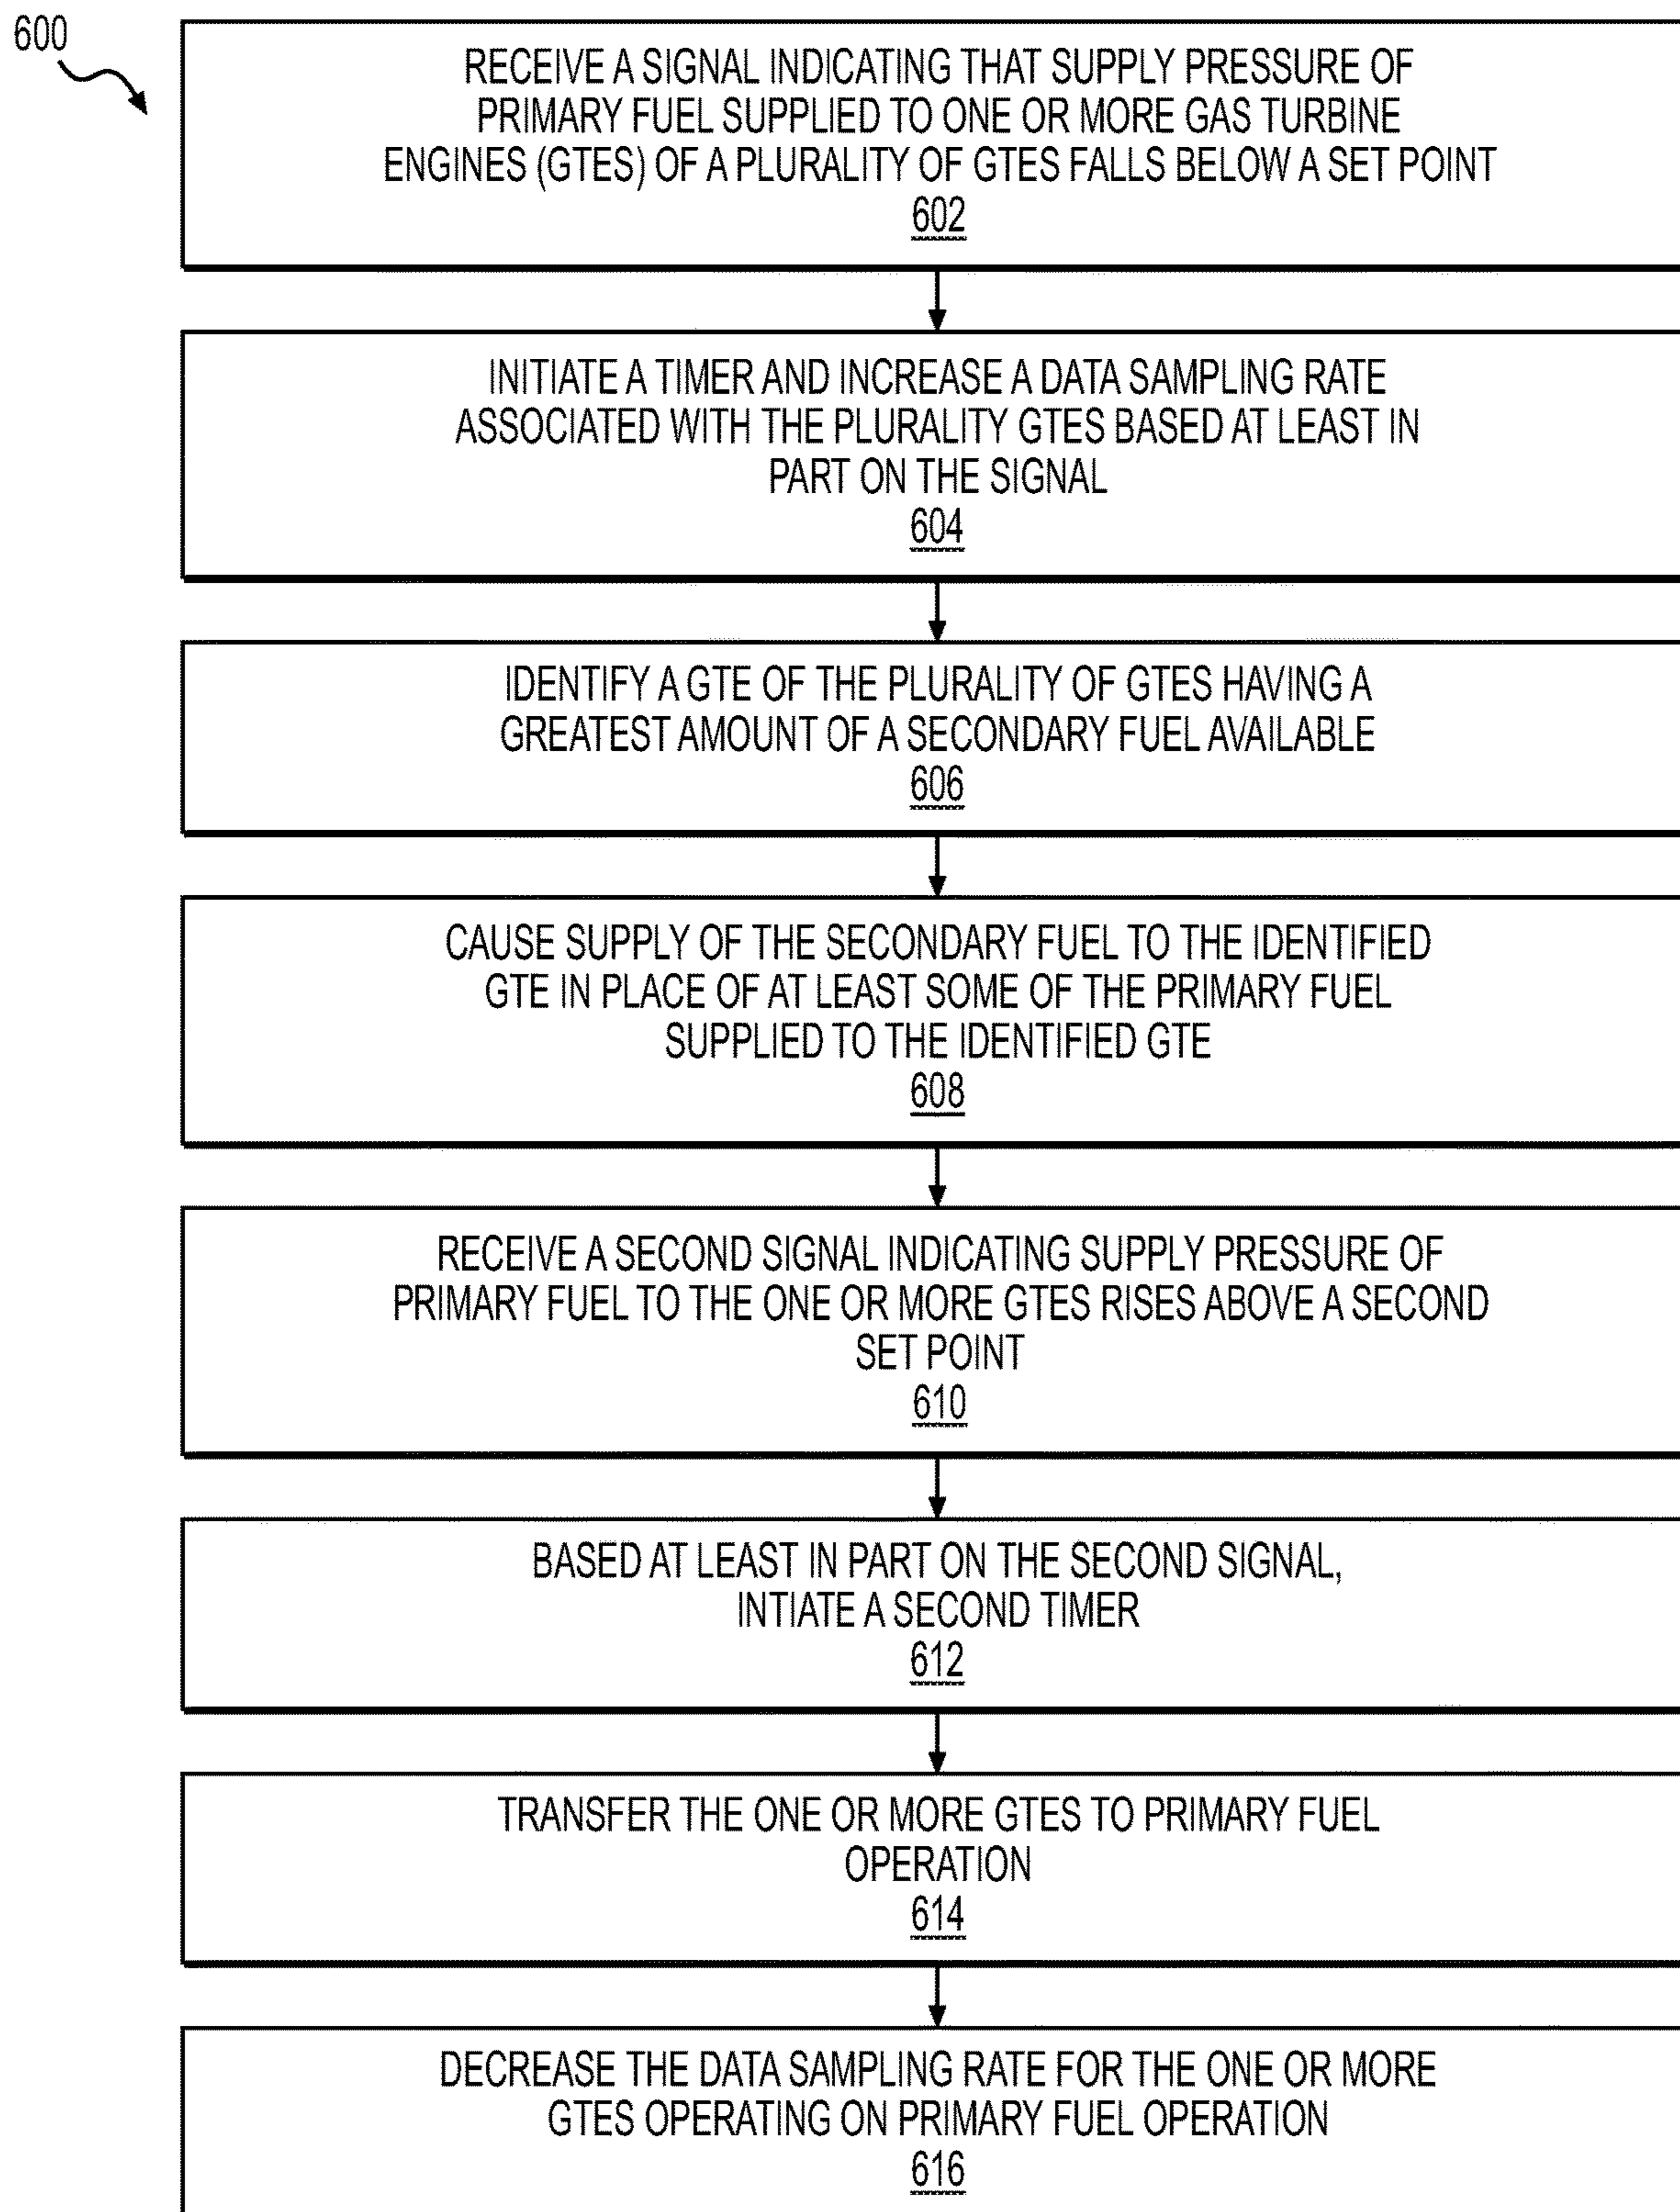 600
RECEIVE A SIGNAL INDICATING THAT SUPPLY PRESSURE OF
PRIMARY FUEL SUPPLIED TO ONE OR MORE GAS TURBINE
ENGINES (GTES) OF A PLURALITY OF GTES FALLS BELOW A SET POINT
602
INITIATE A TIMER AND INCREASE A DATA SAMPLING RATE
ASSOCIATED WITH THE PLURALITY GTES BASED AT LEAST IN
PART ON THE SIGNAL
604
IDENTIFY A GTE OF THE PLURALITY OF GTES HAVING A
GREATEST AMOUNT OF A SECONDARY FUEL AVAILABLE
606
CAUSE SUPPLY OF THE SECONDARY FUEL TO THE IDENTIFIED
GTE IN PLACE OF AT LEAST SOME OF THE PRIMARY FUEL
SUPPLIED TO THE IDENTIFIED GTE
608
RECEIVE A SECOND SIGNAL INDICATING SUPPLY PRESSURE OF
PRIMARY FUEL TO THE ONE OR MORE GTES RISES ABOVE A SECOND
SET POINT
610
BASED AT LEAST IN PART ON THE SECOND SIGNAL,
INTIATE A SECOND TIMER
612
TRANSFER THE ONE OR MORE GTES TO PRIMARY FUEL
OPERATION
614
DECREASE THE DATA SAMPLING RATE FOR THE ONE OR MORE
GTES OPERATING ON PRIMARY FUEL OPERATION
616